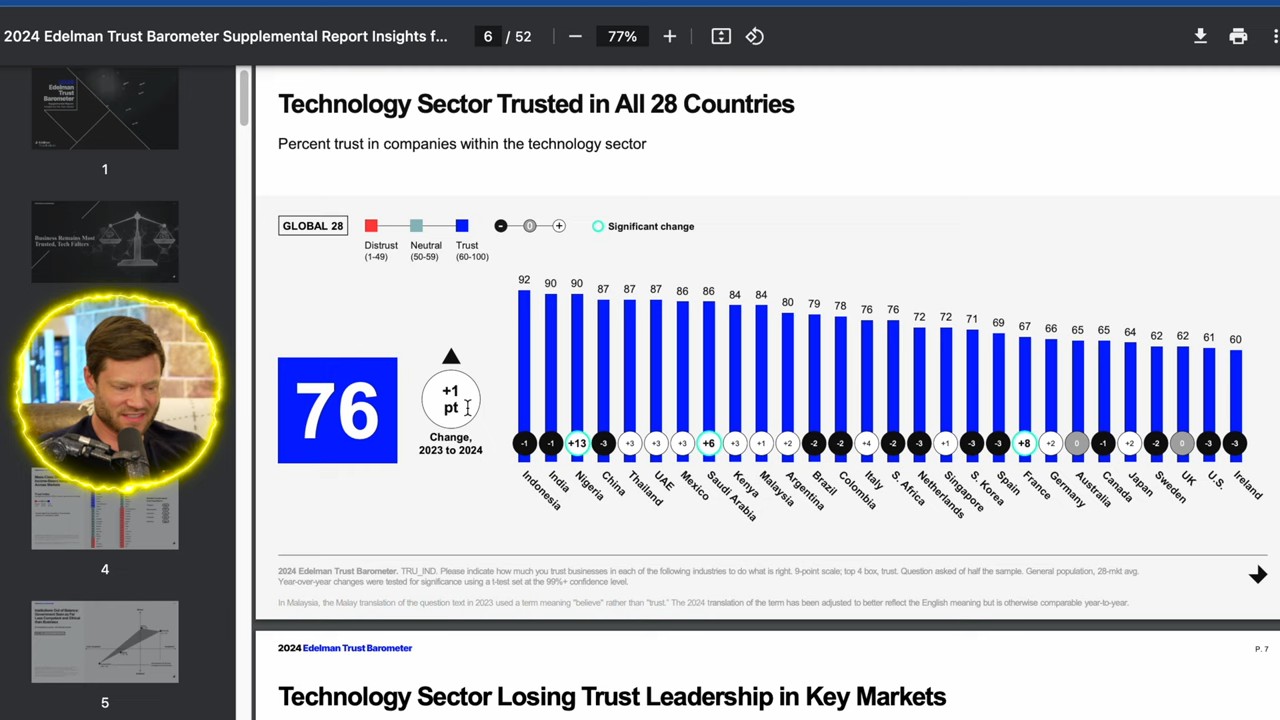 2024 Edelman Trust Barometer Supplemental Report Insights f...
6 / 52
77%
Edelman
Trust
Barometer
1
Business Remains Most
Trusted, Tech Falters
4
5
Technology Sector Trusted in All 28 Countries
Percent trust in companies within the technology sector
GLOBAL 28
Distrust
(1-49)
Neutral
(50-59)
Trust
(60-100)
- 0 +
Significant change
76
+1
pt
Change,
2023 to 2024
92 90 90 87 87 87 86 86 84 84 80 79 78 76 76 72 72 71 69 67 66 65 65 64 62 62 61 60
-1 -1 +13 -3 +3 +3 +3 +6 +3 +1 +2 -2 -2 +4 -2 -3 +1 -3 -3 +8 +2 0 -1 +2 -2 0 -3 -3
Indonesia India Nigeria China Thailand UAE Mexico Saudi Arabia Kenya Malaysia Argentina Brazil Colombia Italy S. Africa Netherlands Singapore S. Korea Spain France Germany Australia Canada Japan Sweden UK U.S. Ireland
2024 Edelman Trust Barometer. TRU_IND. Please indicate how much you trust businesses in each of the following industries to do what is right. 9-point scale; top 4 box, trust. Question asked of half the sample. General population, 28-mkt avg.
Year-over-year changes were tested for significance using a t-test set at the 99%+ confidence level.
In Malaysia, the Malay translation of the question text in 2023 used a term meaning "believe" rather than "trust." The 2024 translation of the term has been adjusted to better reflect the English meaning but is otherwise comparable year-to-year.
2024 Edelman Trust Barometer
P. 7
Technology Sector Losing Trust Leadership in Key Markets